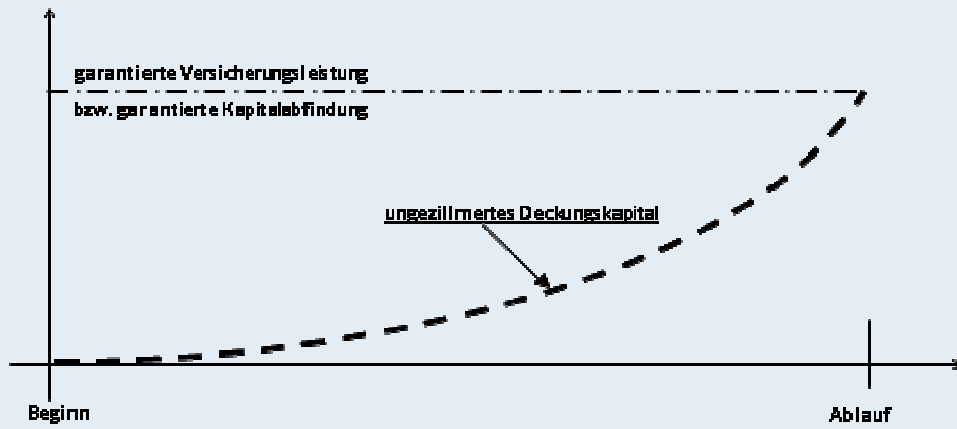 garantierte Versicherungsleistung
bzw. garantierte Kapitalabfindung
ungezillmertes Deckungskapital
Beginn
Ablauf